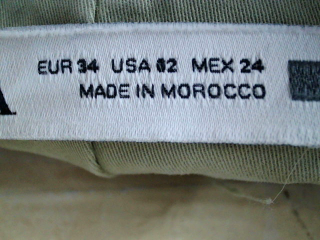 EUR 34 USA 02 MEX 24
MADE IN MOROCCO